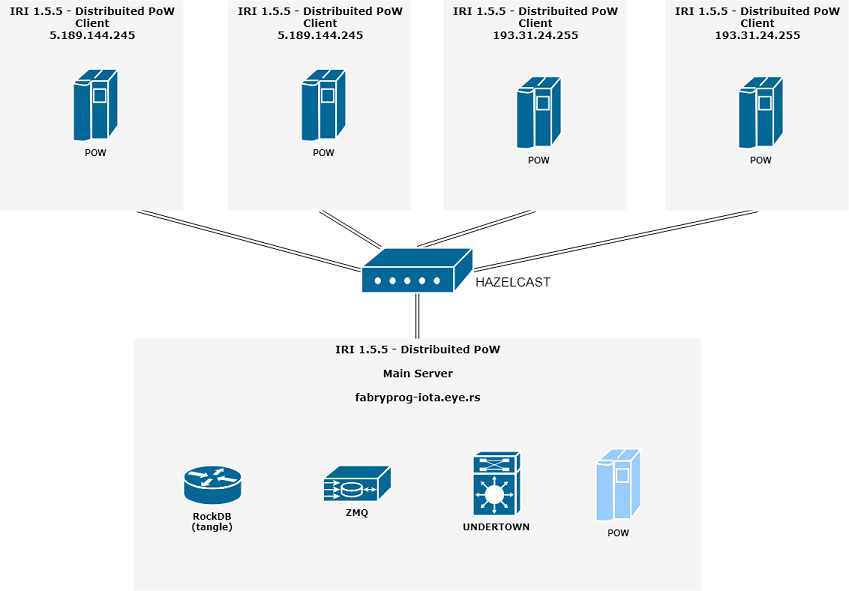 IRI 1.5.5 - Distribuited PoW
Client
5.189.144.245
POW
IRI 1.5.5 - Distribuited PoW
Client
5.189.144.245
POW
IRI 1.5.5 - Distribuited PoW
Client
193.31.24.255
POW
IRI 1.5.5 - Distribuited PoW
Client
193.31.24.255
POW
HAZELCAST
IRI 1.5.5 - Distribuited PoW
Main Server
fabryprog-iota.eye.rs
RockDB
(tangle)
ZMQ
UNDERTOWN
POW